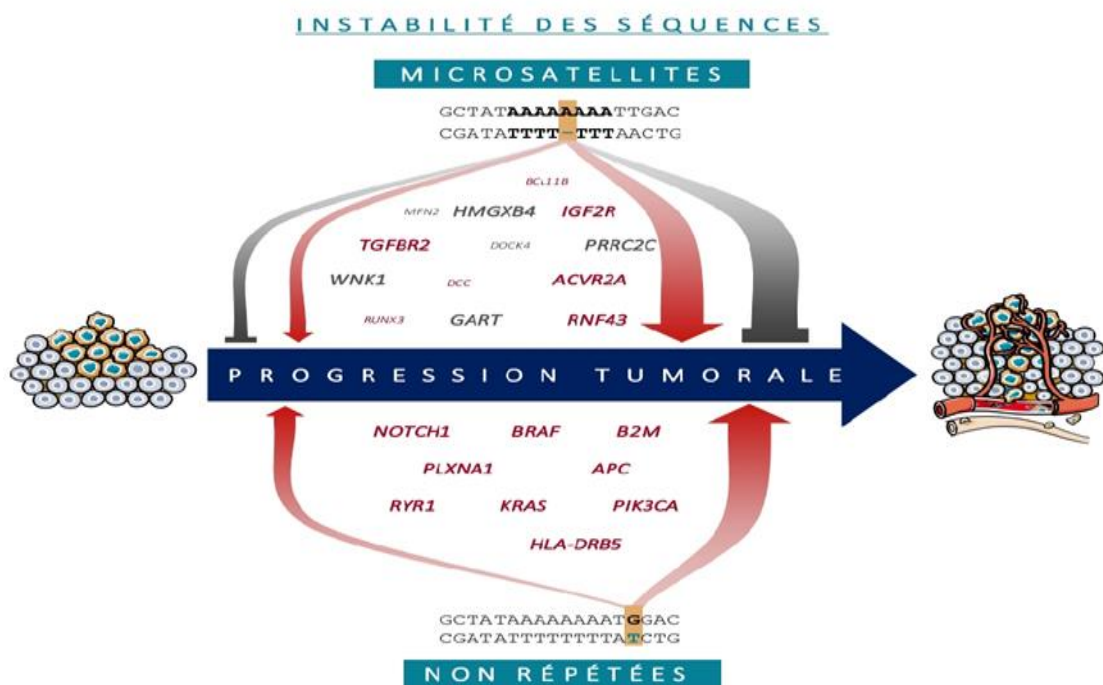 INSTABILITÉ DES SÉQUENCES
MICROSATELLITES
GCTATAAAAAAAATTGAC
CGATATTTT–TTTAACTG
BCL11B
MFN2 HMGXB4 IGF2R
TGFBR2 DOCK4 PRRC2C
WNK1 DCC ACVR2A
RUNX3 GART RNF43
PROGRESSION TUMORALE
NOTCH1 BRAF B2M
PLXNA1 APC
RYR1 KRAS PIK3CA
HLA-DRB5
GCTATAAAAAAAATGGAC
CGATATTTTTTTTATCTG
NON RÉPÉTÉES